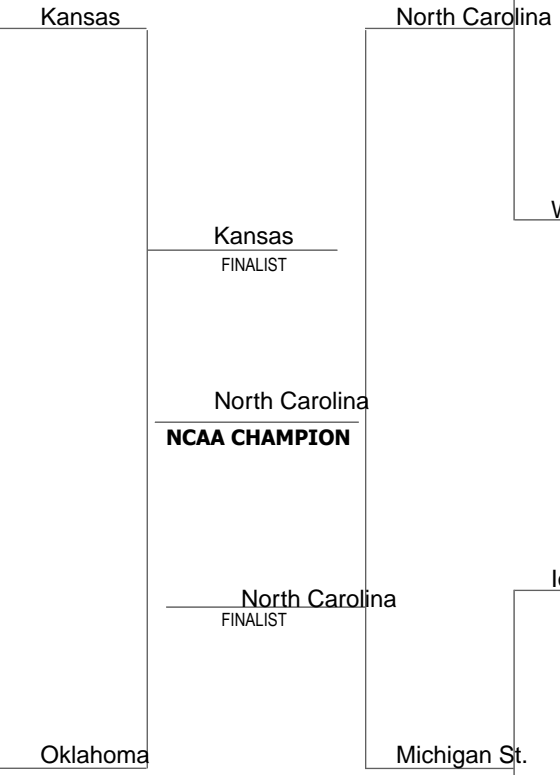 Kansas
North Carolina
Kansas
FINALIST
North Carolina
NCAA CHAMPION
North Carolina
FINALIST
Oklahoma
Michigan St.